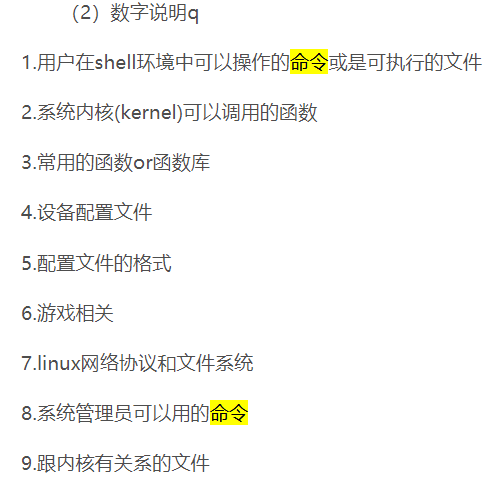 （2）数字说明q
1.用户在shell环境中可以操作的命令或是可执行的文件
2.系统内核(kernel)可以调用的函数
3.常用的函数or函数库
4.设备配置文件
5.配置文件的格式
6.游戏相关
7.linux网络协议和文件系统
8.系统管理员可以用的命令
9.跟内核有关系的文件